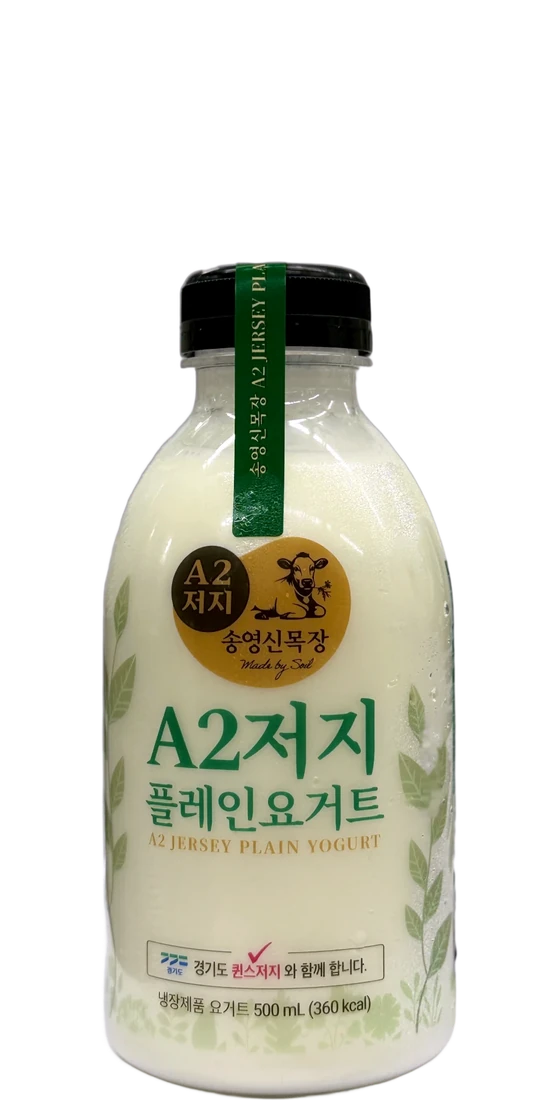 송영신목장 A2 JERSEY PLA
A2
저지
송영신목장
Made by Soil
A2저지
플레인요거트
A2 JERSEY PLAIN YOGURT
경기도
경기도 퀸스저지 와 함께 합니다.
냉장제품 요거트 500 mL (360 kcal)